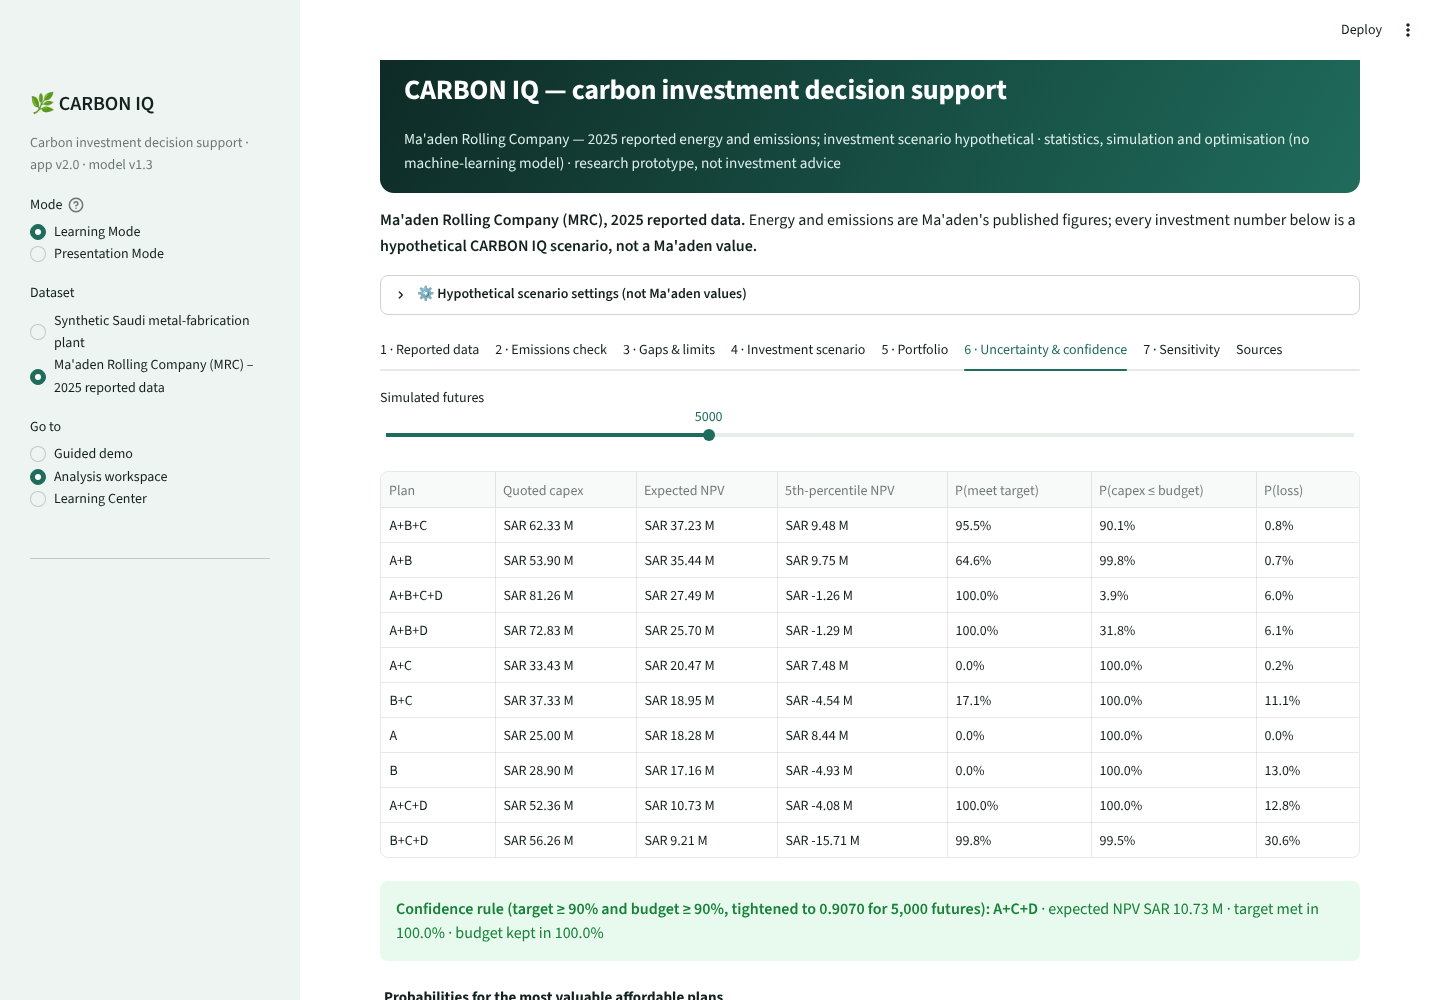 Deploy
🌿 CARBON IQ
Carbon investment decision support ·
app v2.0 · model v1.3
Mode
Learning Mode
Presentation Mode
Dataset
Synthetic Saudi metal-fabrication
plant
Ma'aden Rolling Company (MRC) –
2025 reported data
Go to
Guided demo
Analysis workspace
Learning Center
CARBON IQ — carbon investment decision support
Ma'aden Rolling Company — 2025 reported energy and emissions; investment scenario hypothetical · statistics, simulation and optimisation (no
machine-learning model) · research prototype, not investment advice
Ma'aden Rolling Company (MRC), 2025 reported data. Energy and emissions are Ma'aden's published figures; every investment number below is a
hypothetical CARBON IQ scenario, not a Ma'aden value.
⚙️ Hypothetical scenario settings (not Ma'aden values)
1 · Reported data 2 · Emissions check 3 · Gaps & limits 4 · Investment scenario 5 · Portfolio 6 · Uncertainty & confidence 7 · Sensitivity Sources
Simulated futures
5000
Plan Quoted capex Expected NPV 5th-percentile NPV P(meet target) P(capex ≤ budget) P(loss)
A+B+C SAR 62.33 M SAR 37.23 M SAR 9.48 M 95.5% 90.1% 0.8%
A+B SAR 53.90 M SAR 35.44 M SAR 9.75 M 64.6% 99.8% 0.7%
A+B+C+D SAR 81.26 M SAR 27.49 M SAR -1.26 M 100.0% 3.9% 6.0%
A+B+D SAR 72.83 M SAR 25.70 M SAR -1.29 M 100.0% 31.8% 6.1%
A+C SAR 33.43 M SAR 20.47 M SAR 7.48 M 0.0% 100.0% 0.2%
B+C SAR 37.33 M SAR 18.95 M SAR -4.54 M 17.1% 100.0% 11.1%
A SAR 25.00 M SAR 18.28 M SAR 8.44 M 0.0% 100.0% 0.0%
B SAR 28.90 M SAR 17.16 M SAR -4.93 M 0.0% 100.0% 13.0%
A+C+D SAR 52.36 M SAR 10.73 M SAR -4.08 M 100.0% 100.0% 12.8%
B+C+D SAR 56.26 M SAR 9.21 M SAR -15.71 M 99.8% 99.5% 30.6%
Confidence rule (target ≥ 90% and budget ≥ 90%, tightened to 0.9070 for 5,000 futures): A+C+D · expected NPV SAR 10.73 M · target met in
100.0% · budget kept in 100.0%
Probabilities for the most valuable affordable plans